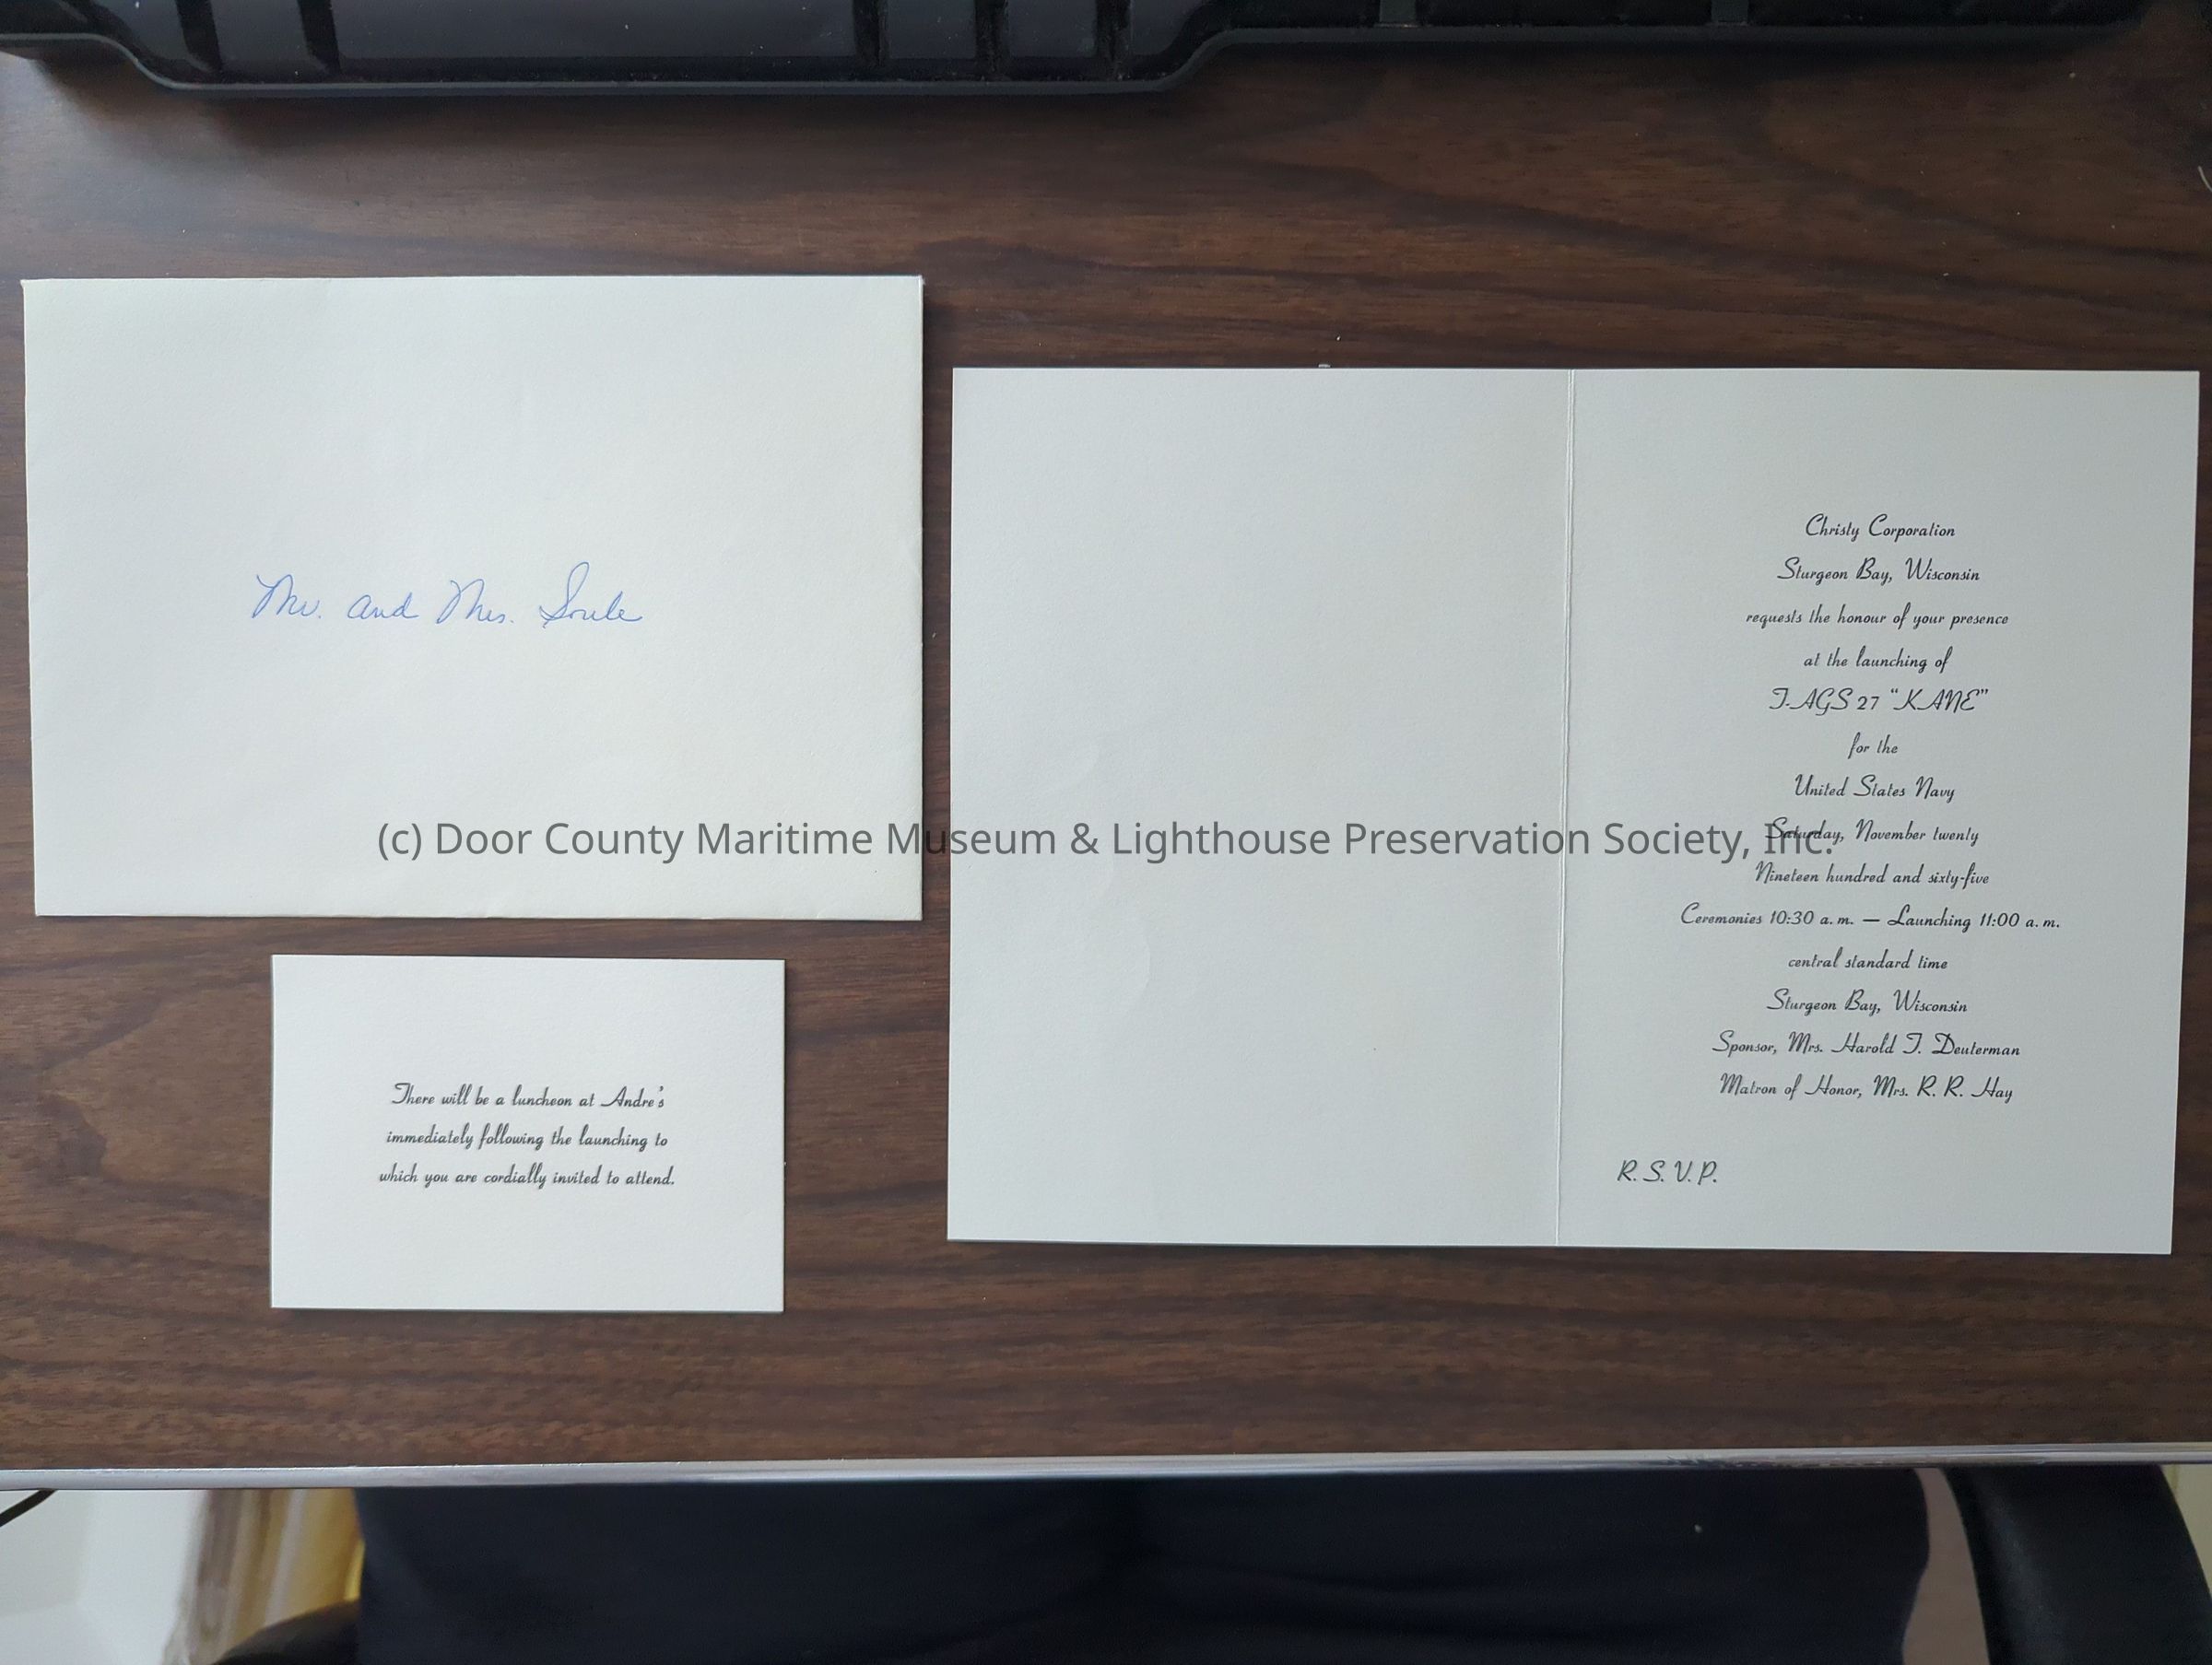 Mr. and Mrs. Soule
There will be a luncheon at Andre's
immediately following the launching to
which you are cordially invited to attend.
Christy Corporation
Sturgeon Bay, Wisconsin
requests the honour of your presence
at the launching of
T-AGS 27 “KANE”
for the
United States Navy
Saturday, November twenty
Nineteen hundred and sixty-five
Ceremonies 10:30 a. m. — Launching 11:00 a. m.
central standard time
Sturgeon Bay, Wisconsin
Sponsor, Mrs. Harold T. Deuterman
Matron of Honor, Mrs. R. R. Hay
R. S. V. P.
(c) Door County Maritime Museum & Lighthouse Preservation Society, Inc.